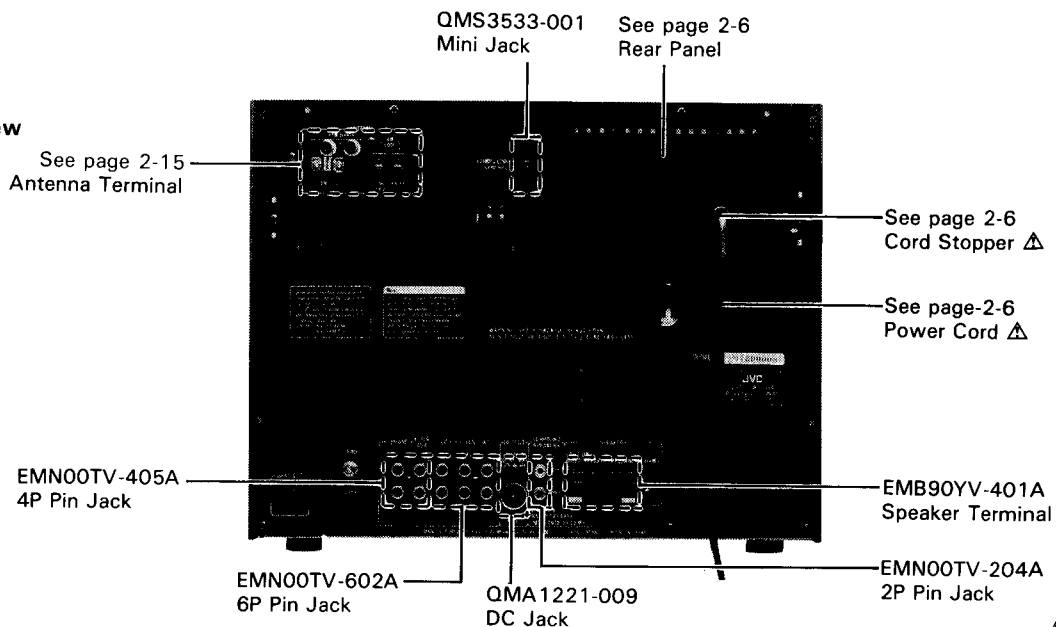 QMS3533-001
Mini Jack
See page 2-6
Rear Panel
ew
See page 2-15
Antenna Terminal
See page 2-6
Cord Stopper ⚠
See page-2-6
Power Cord ⚠
JVC
EMN00TV-405A
4P Pin Jack
EMB90YV-401A
Speaker Terminal
EMN00TV-602A
6P Pin Jack
QMA1221-009
DC Jack
EMN00TV-204A
2P Pin Jack